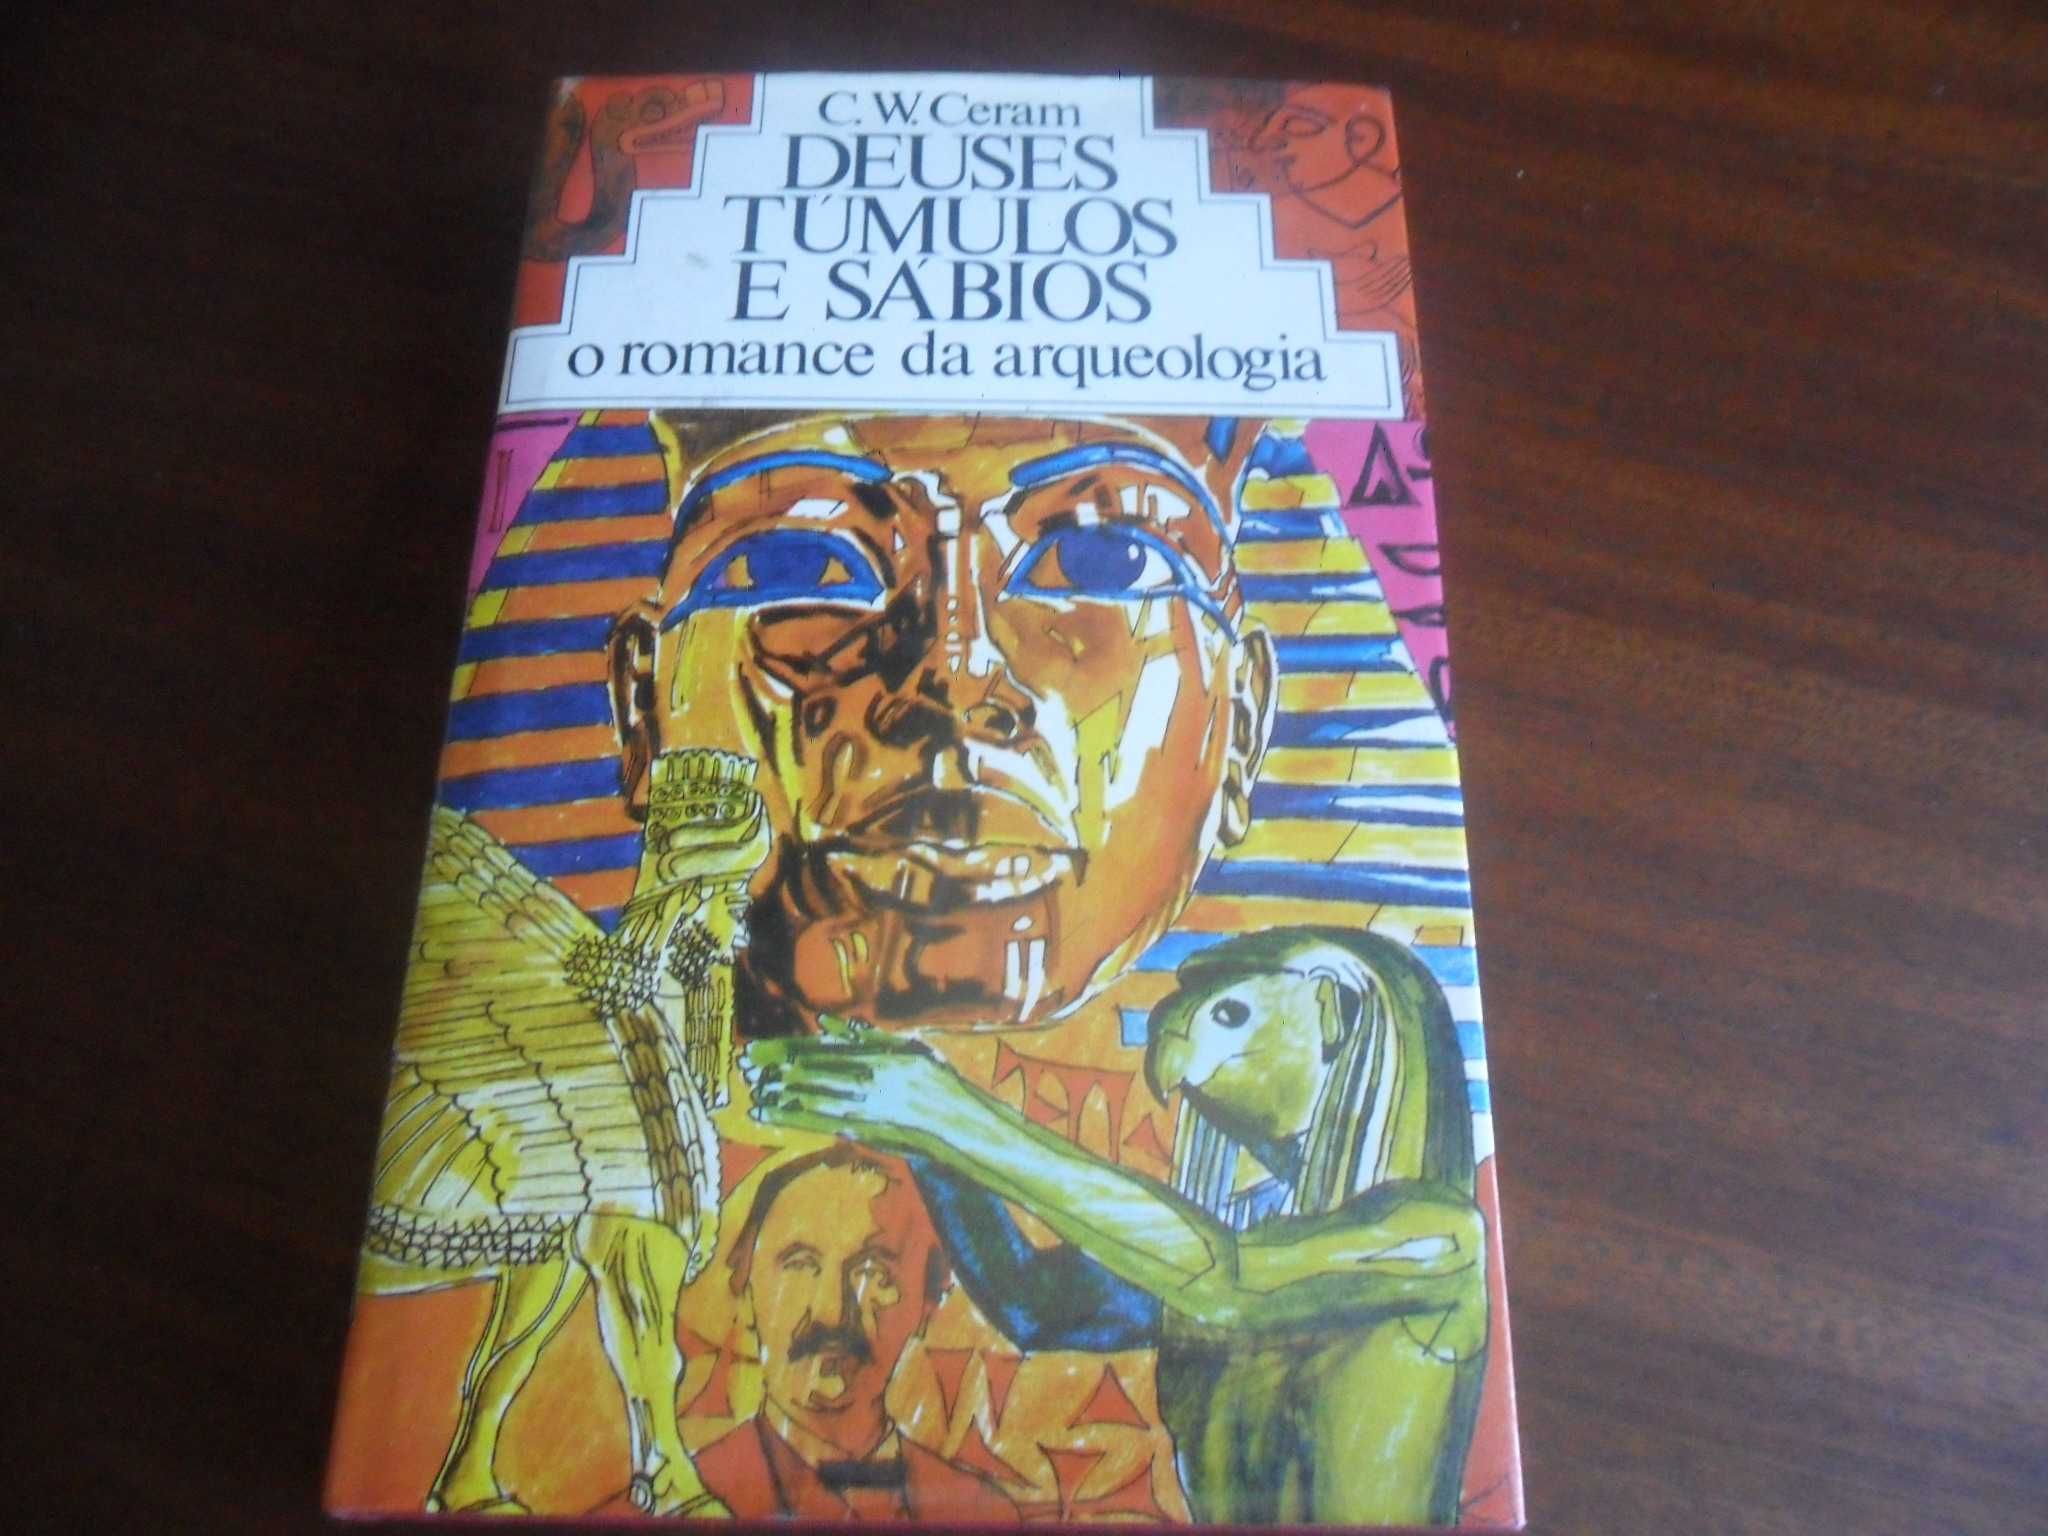 C. W. Ceram
DEUSES
TÚMULOS
E SÁBIOS
o romance da arqueologia